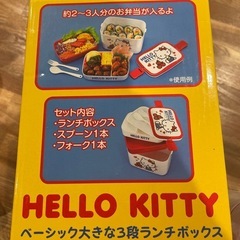 約2~3人分のお弁当が入るよ
*使用例
セット内容
・ランチボックス
・スプーン1本
・フォーク1本
HELLO KITTY
ベーシック大きな3段ランチボックス